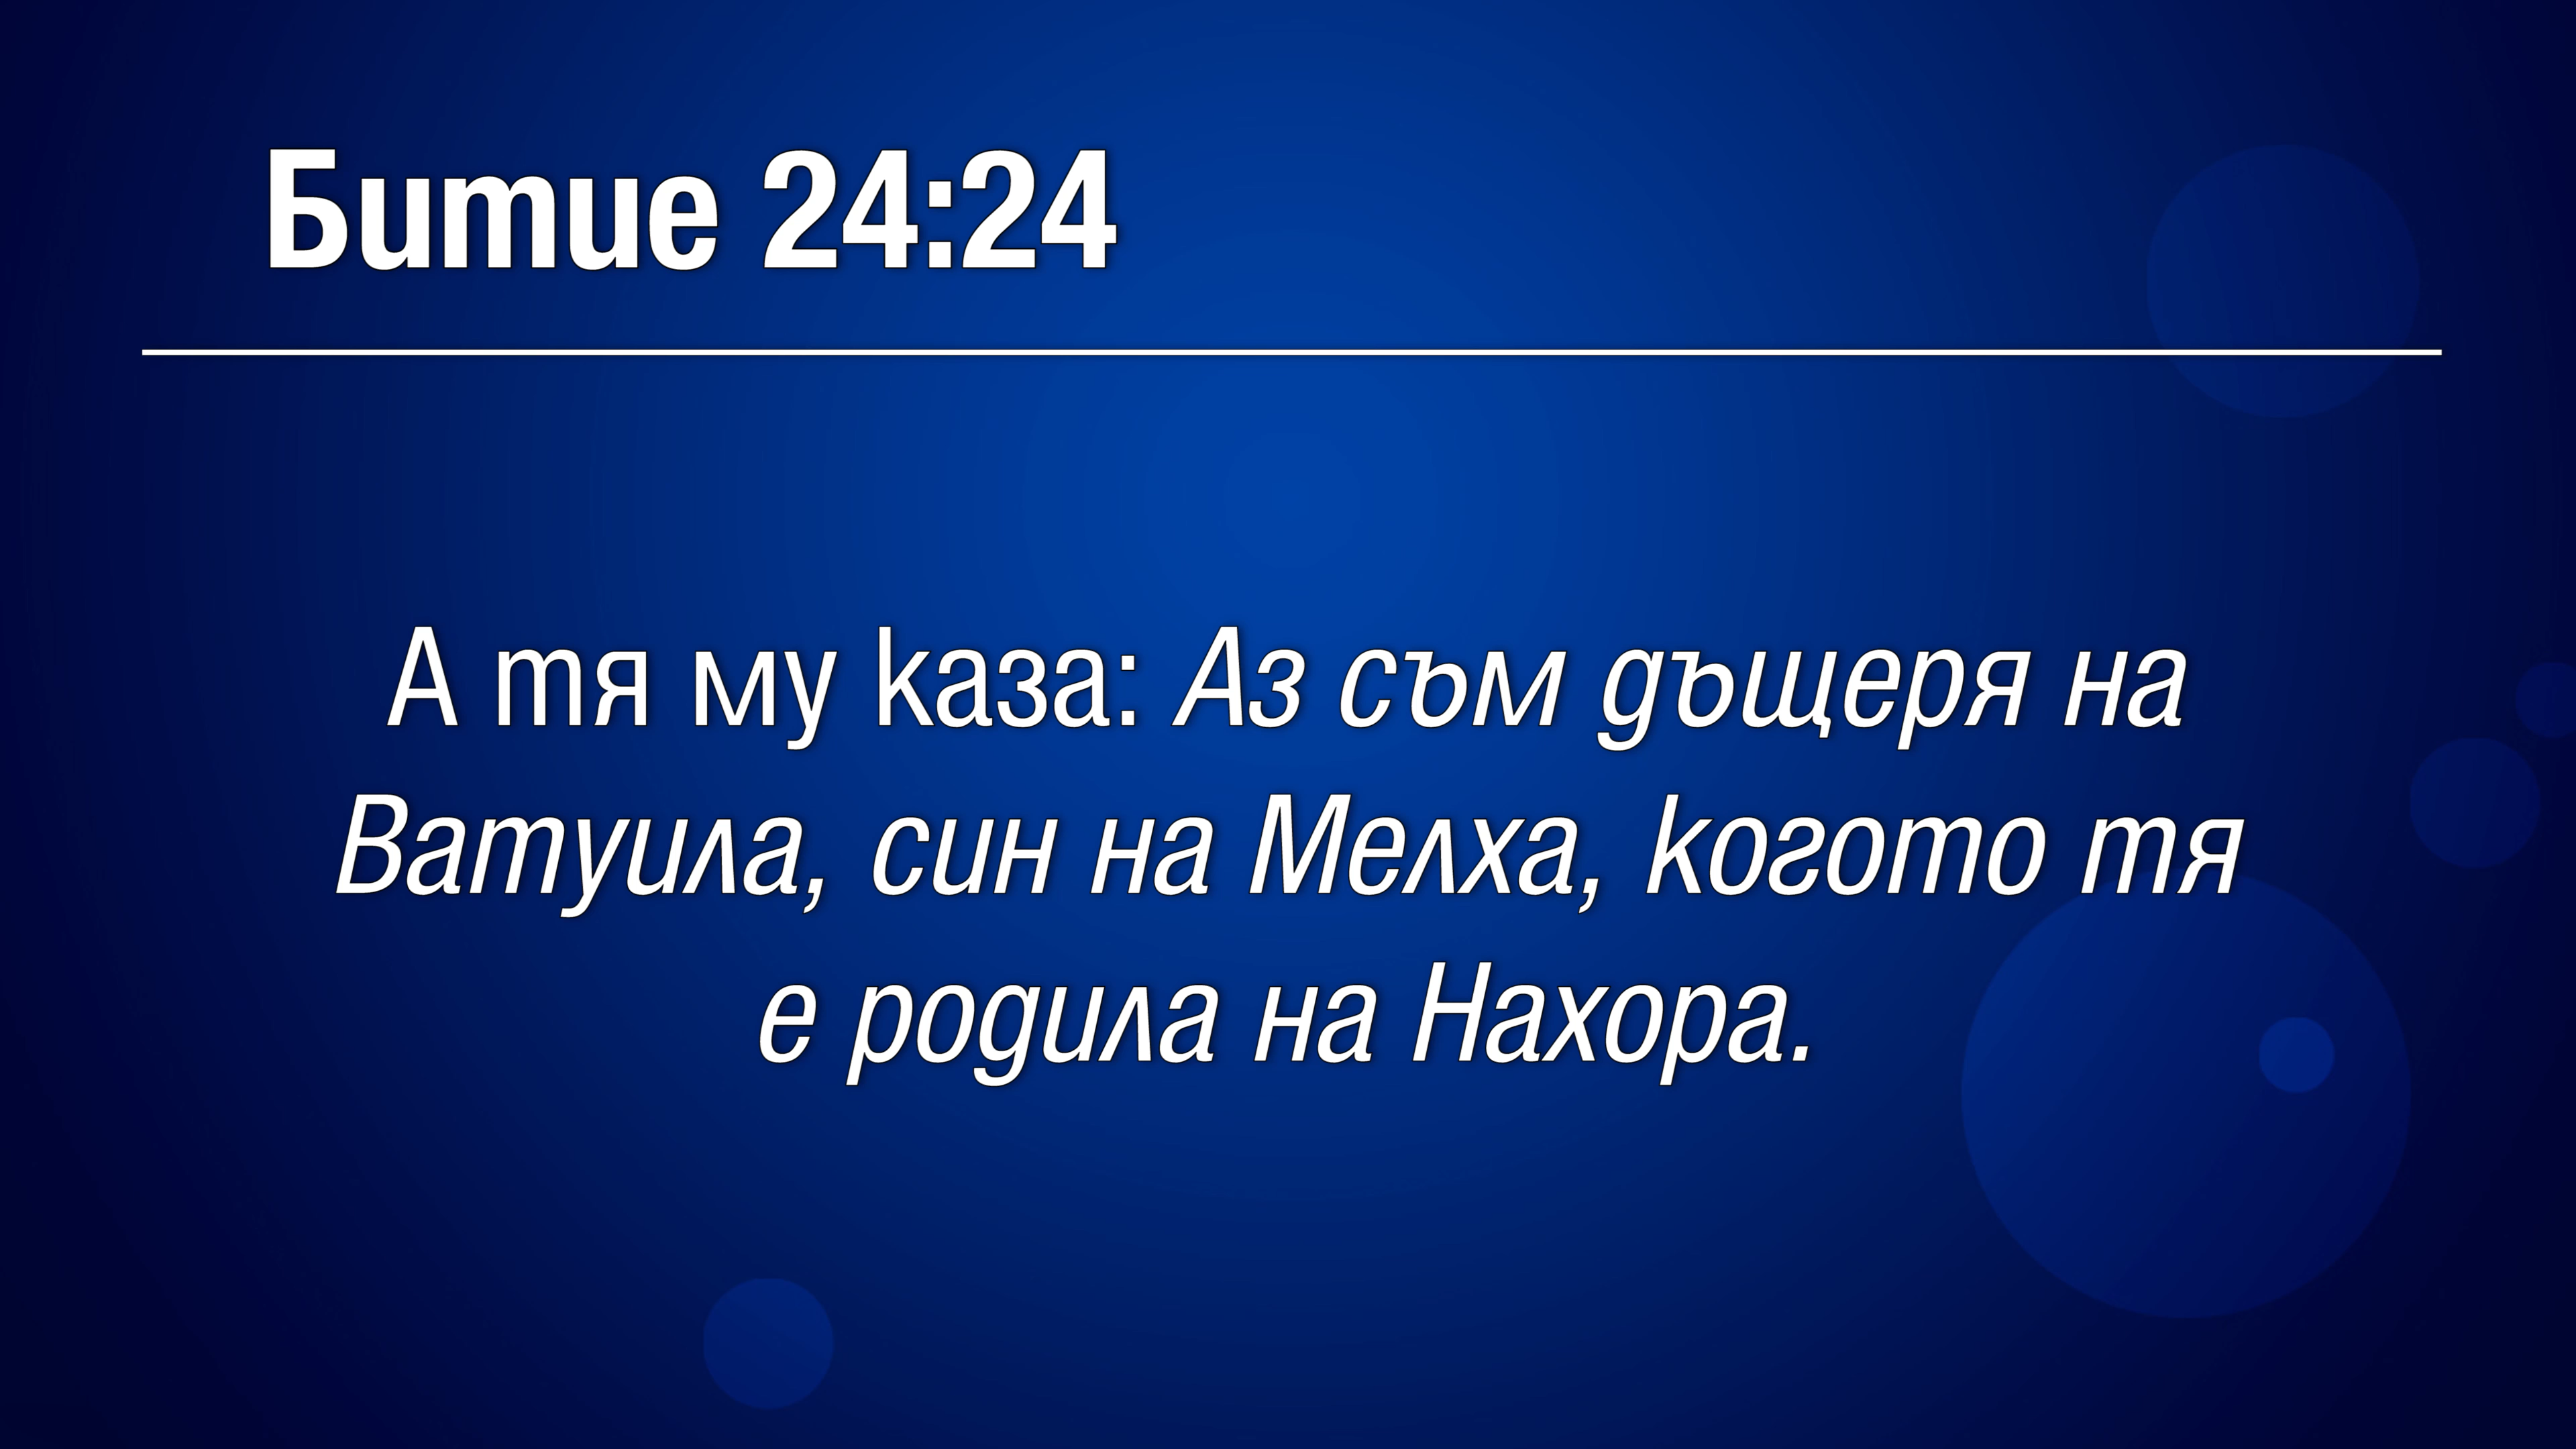 Битие 24:24
А тя му каза: Аз съм дъщеря на
Ватуила, син на Мелха, когото тя
е родила на Нахора.